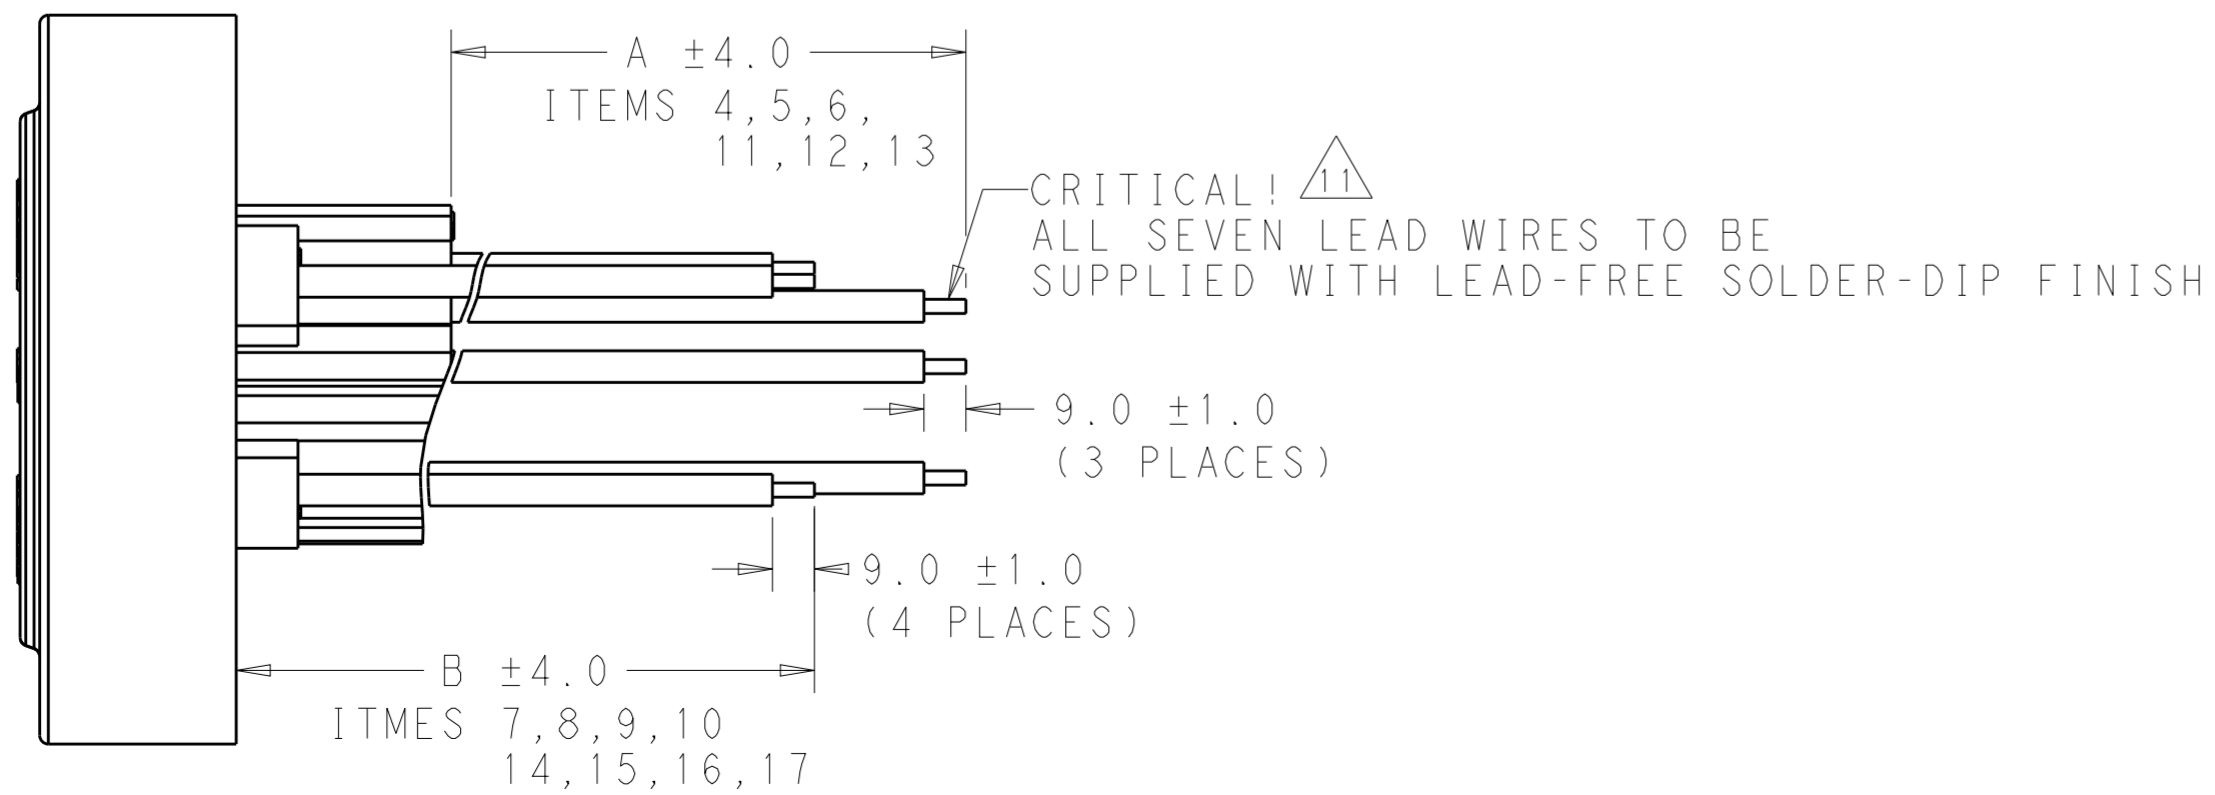 A ±4.0
ITEMS 4,5,6,
11,12,13
CRITICAL! 11
ALL SEVEN LEAD WIRES TO BE
SUPPLIED WITH LEAD-FREE SOLDER-DIP FINISH
9.0 ±1.0
(3 PLACES)
9.0 ±1.0
(4 PLACES)
B ±4.0
ITMES 7,8,9,10
14,15,16,17